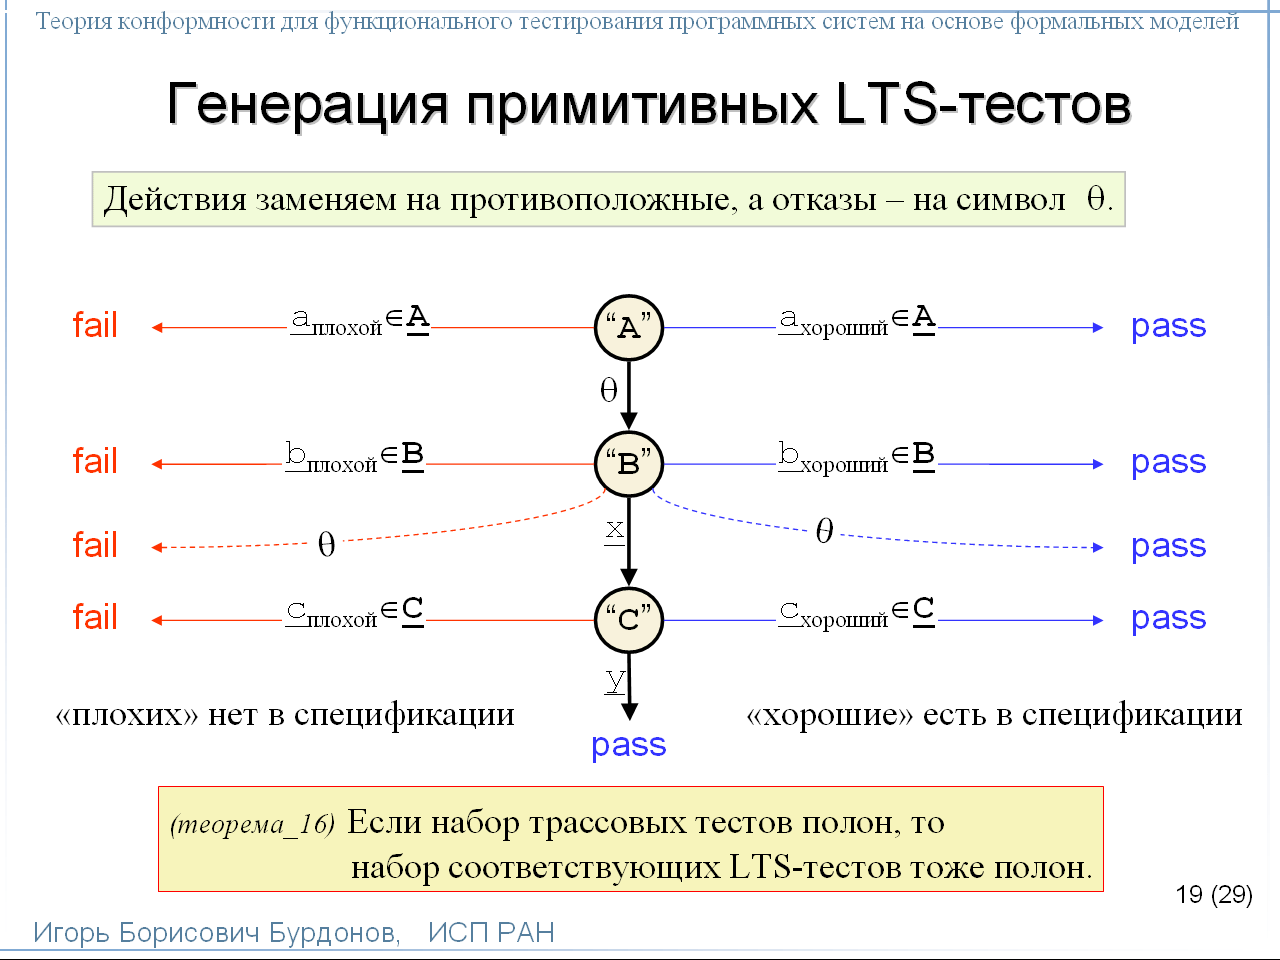 Теория конформности для функционального тестирования программных систем на основе формальных моделей
Генерация примитивных LTS-тестов
Действия заменяем на противоположные, а отказы – на символ θ.
fail aплохой∈A “A” aхороший∈A pass
θ
fail bплохой∈B “B” bхороший∈B pass
x
fail θ θ pass
fail cплохой∈C “C” cхороший∈C pass
y
«плохих» нет в спецификации «хорошие» есть в спецификации
pass
(теорема_16) Если набор трассовых тестов полон, то
набор соответствующих LTS-тестов тоже полон.
19 (29)
Игорь Борисович Бурдонов, ИСП РАН